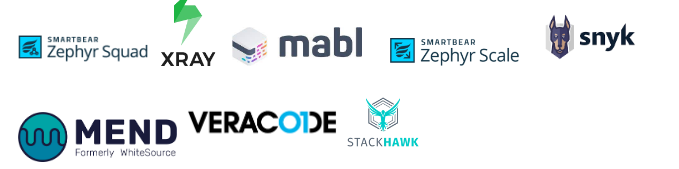 SMARTBEAR
Zephyr Squad
XRAY
mabl
SMARTBEAR
Zephyr Scale
snyk
MEND
Formerly WhiteSource
VERACODE
STACKHAWK